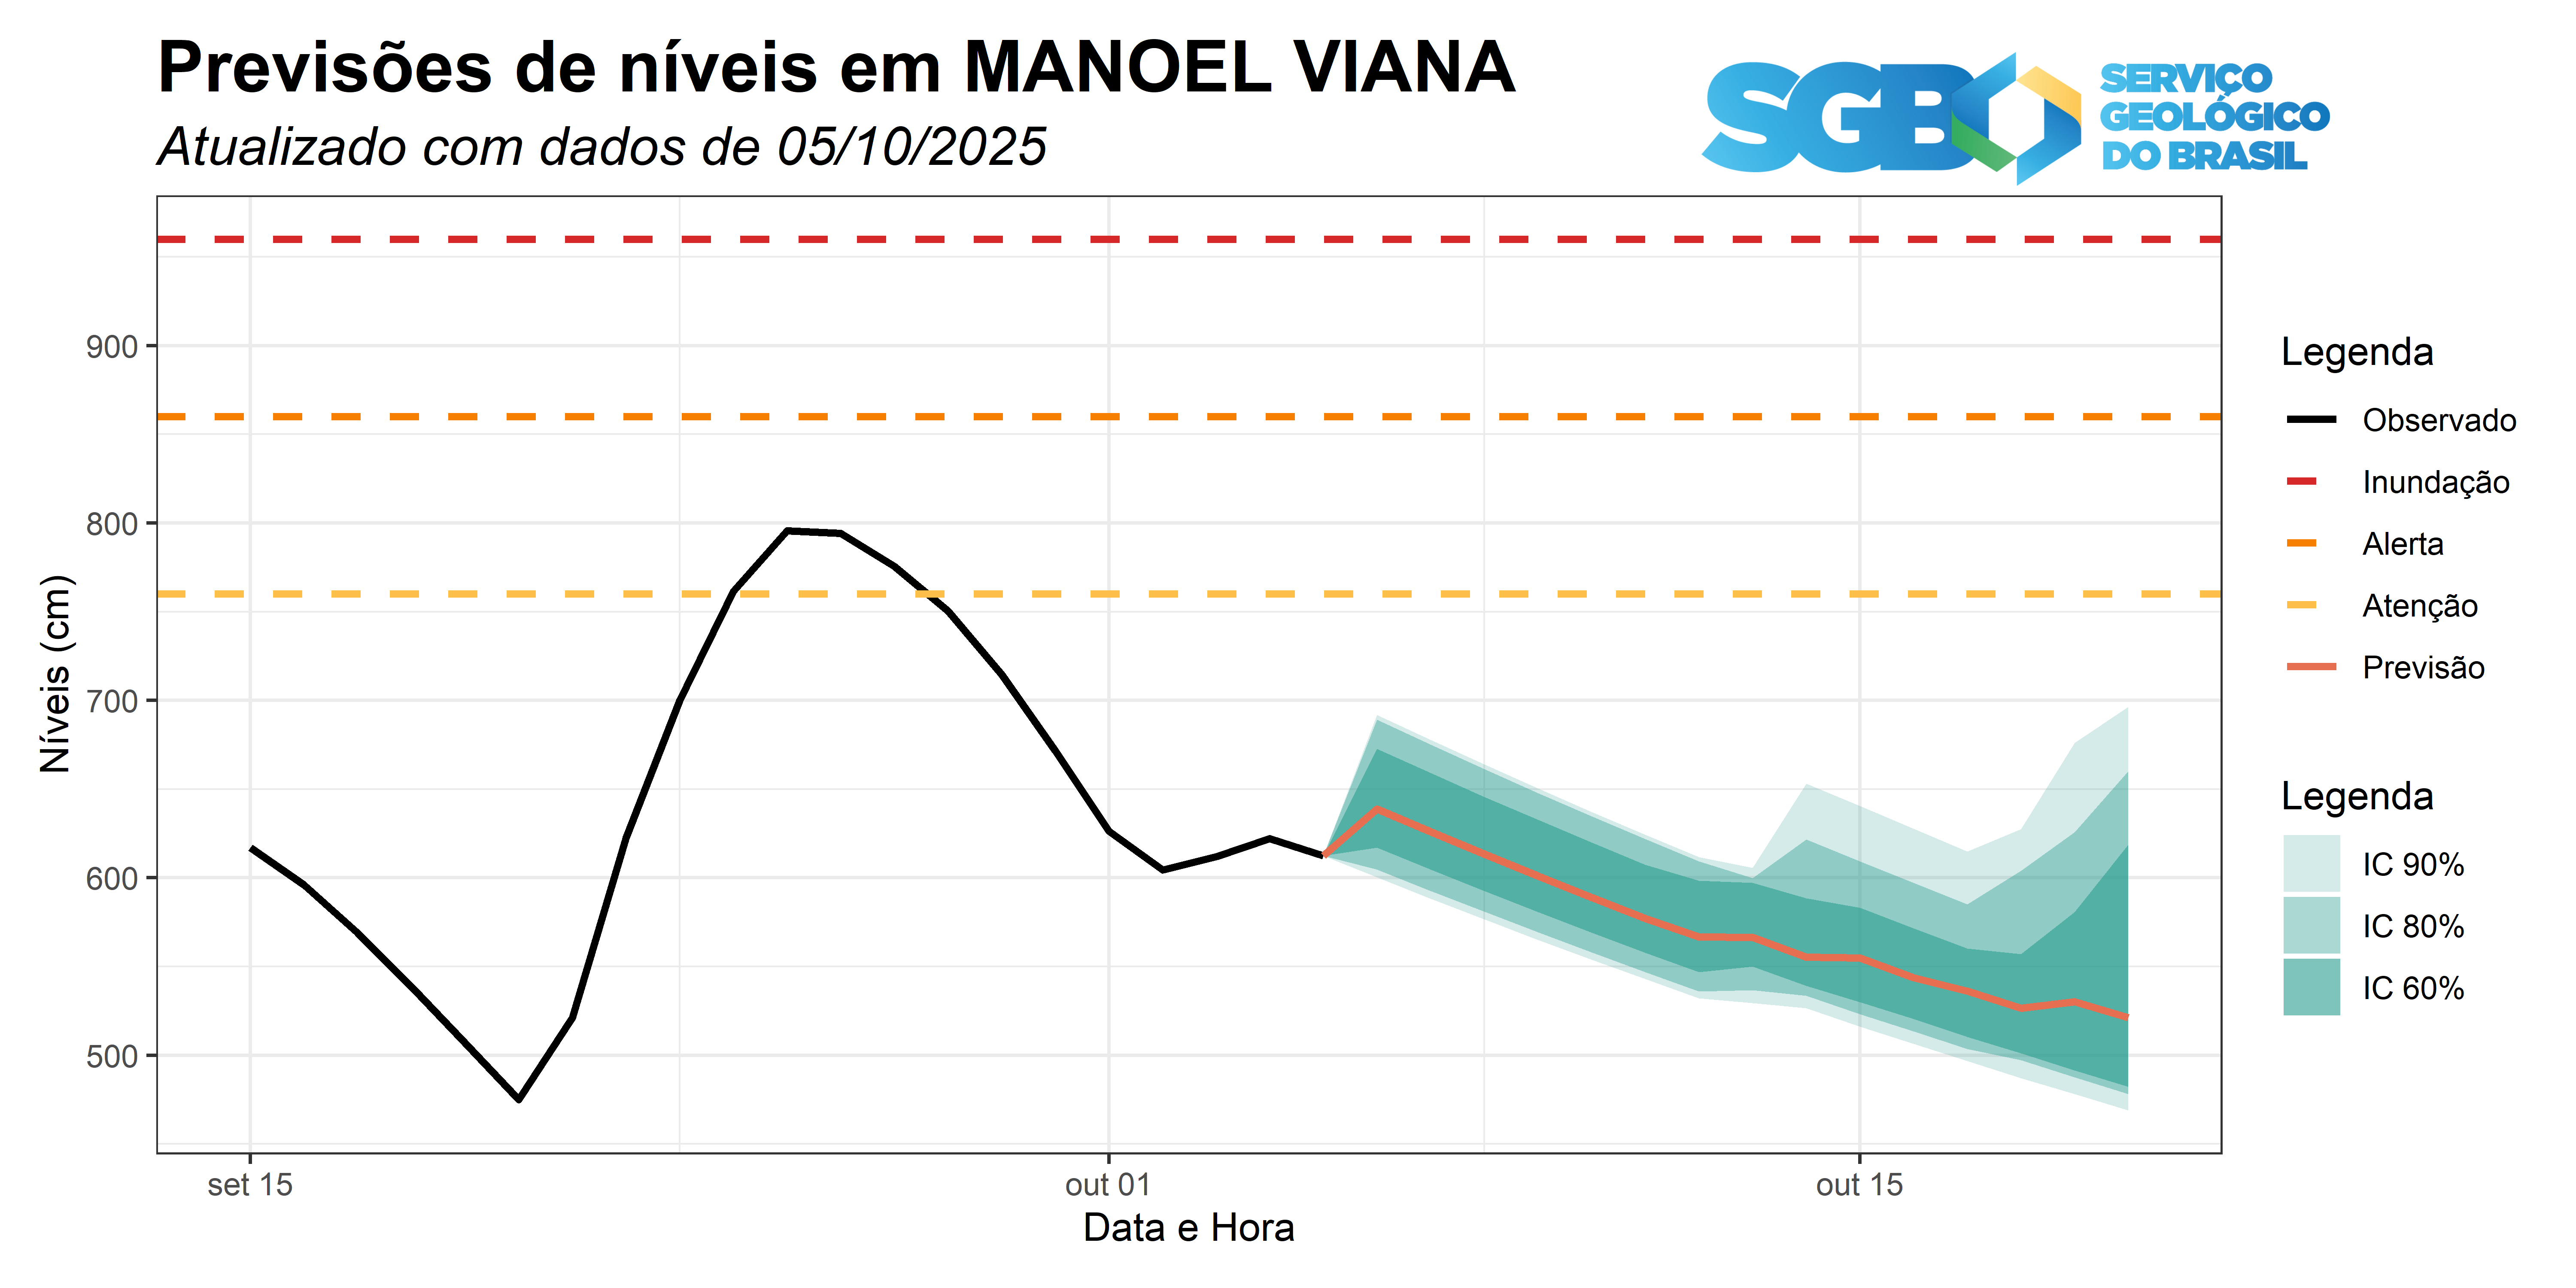 Previsões de níveis em MANOEL VIANA
Atualizado com dados de 05/10/2025
SGB
SERVIÇO
GEOLÓGICO
DO BRASIL
Níveis (cm)
900
800
700
600
500
set 15
out 01
out 15
Data e Hora
Legenda
Observado
Inundação
Alerta
Atenção
Previsão
Legenda
IC 90%
IC 80%
IC 60%